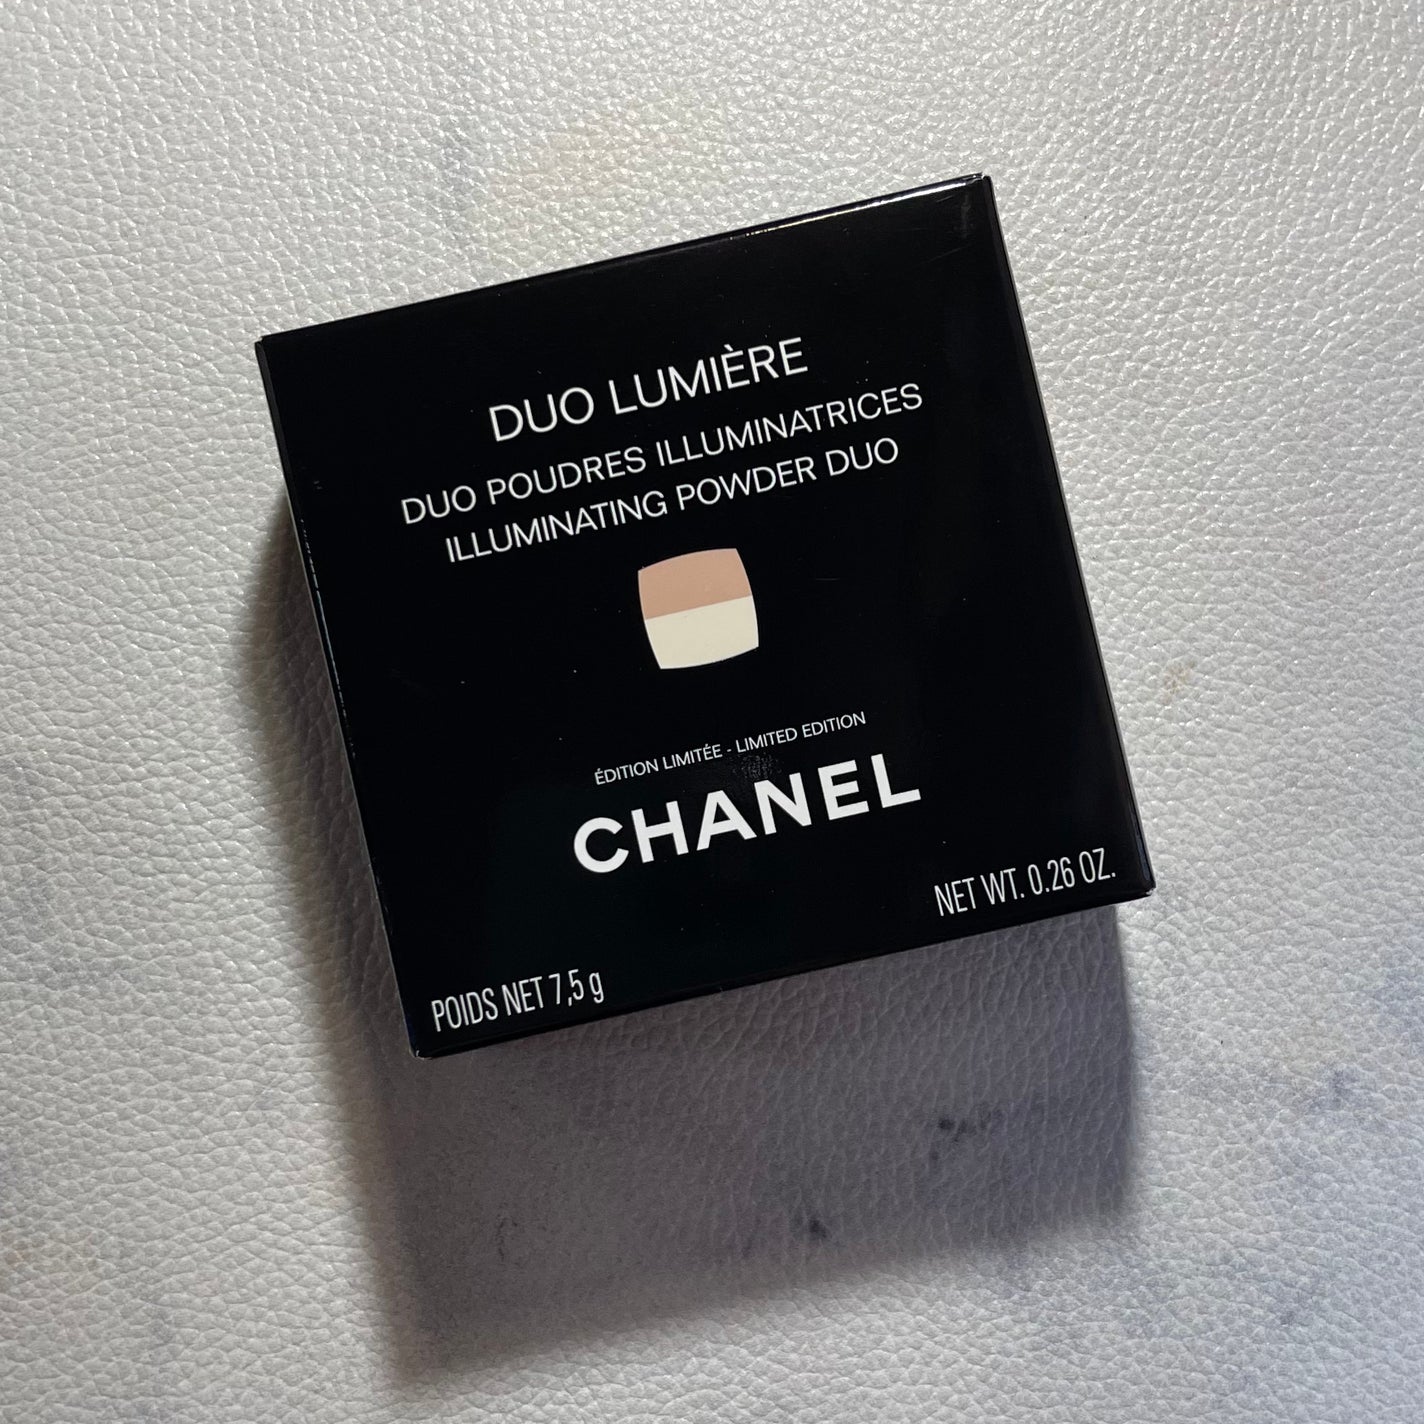 DUO LUMIÈRE
DUO POUDRES ILLUMINATRICES
ILLUMINATING POWDER DUO
ÉDITION LIMITÉE - LIMITED EDITION
CHANEL
NET WT. 0.26 OZ.
POIDS NET 7,5 g